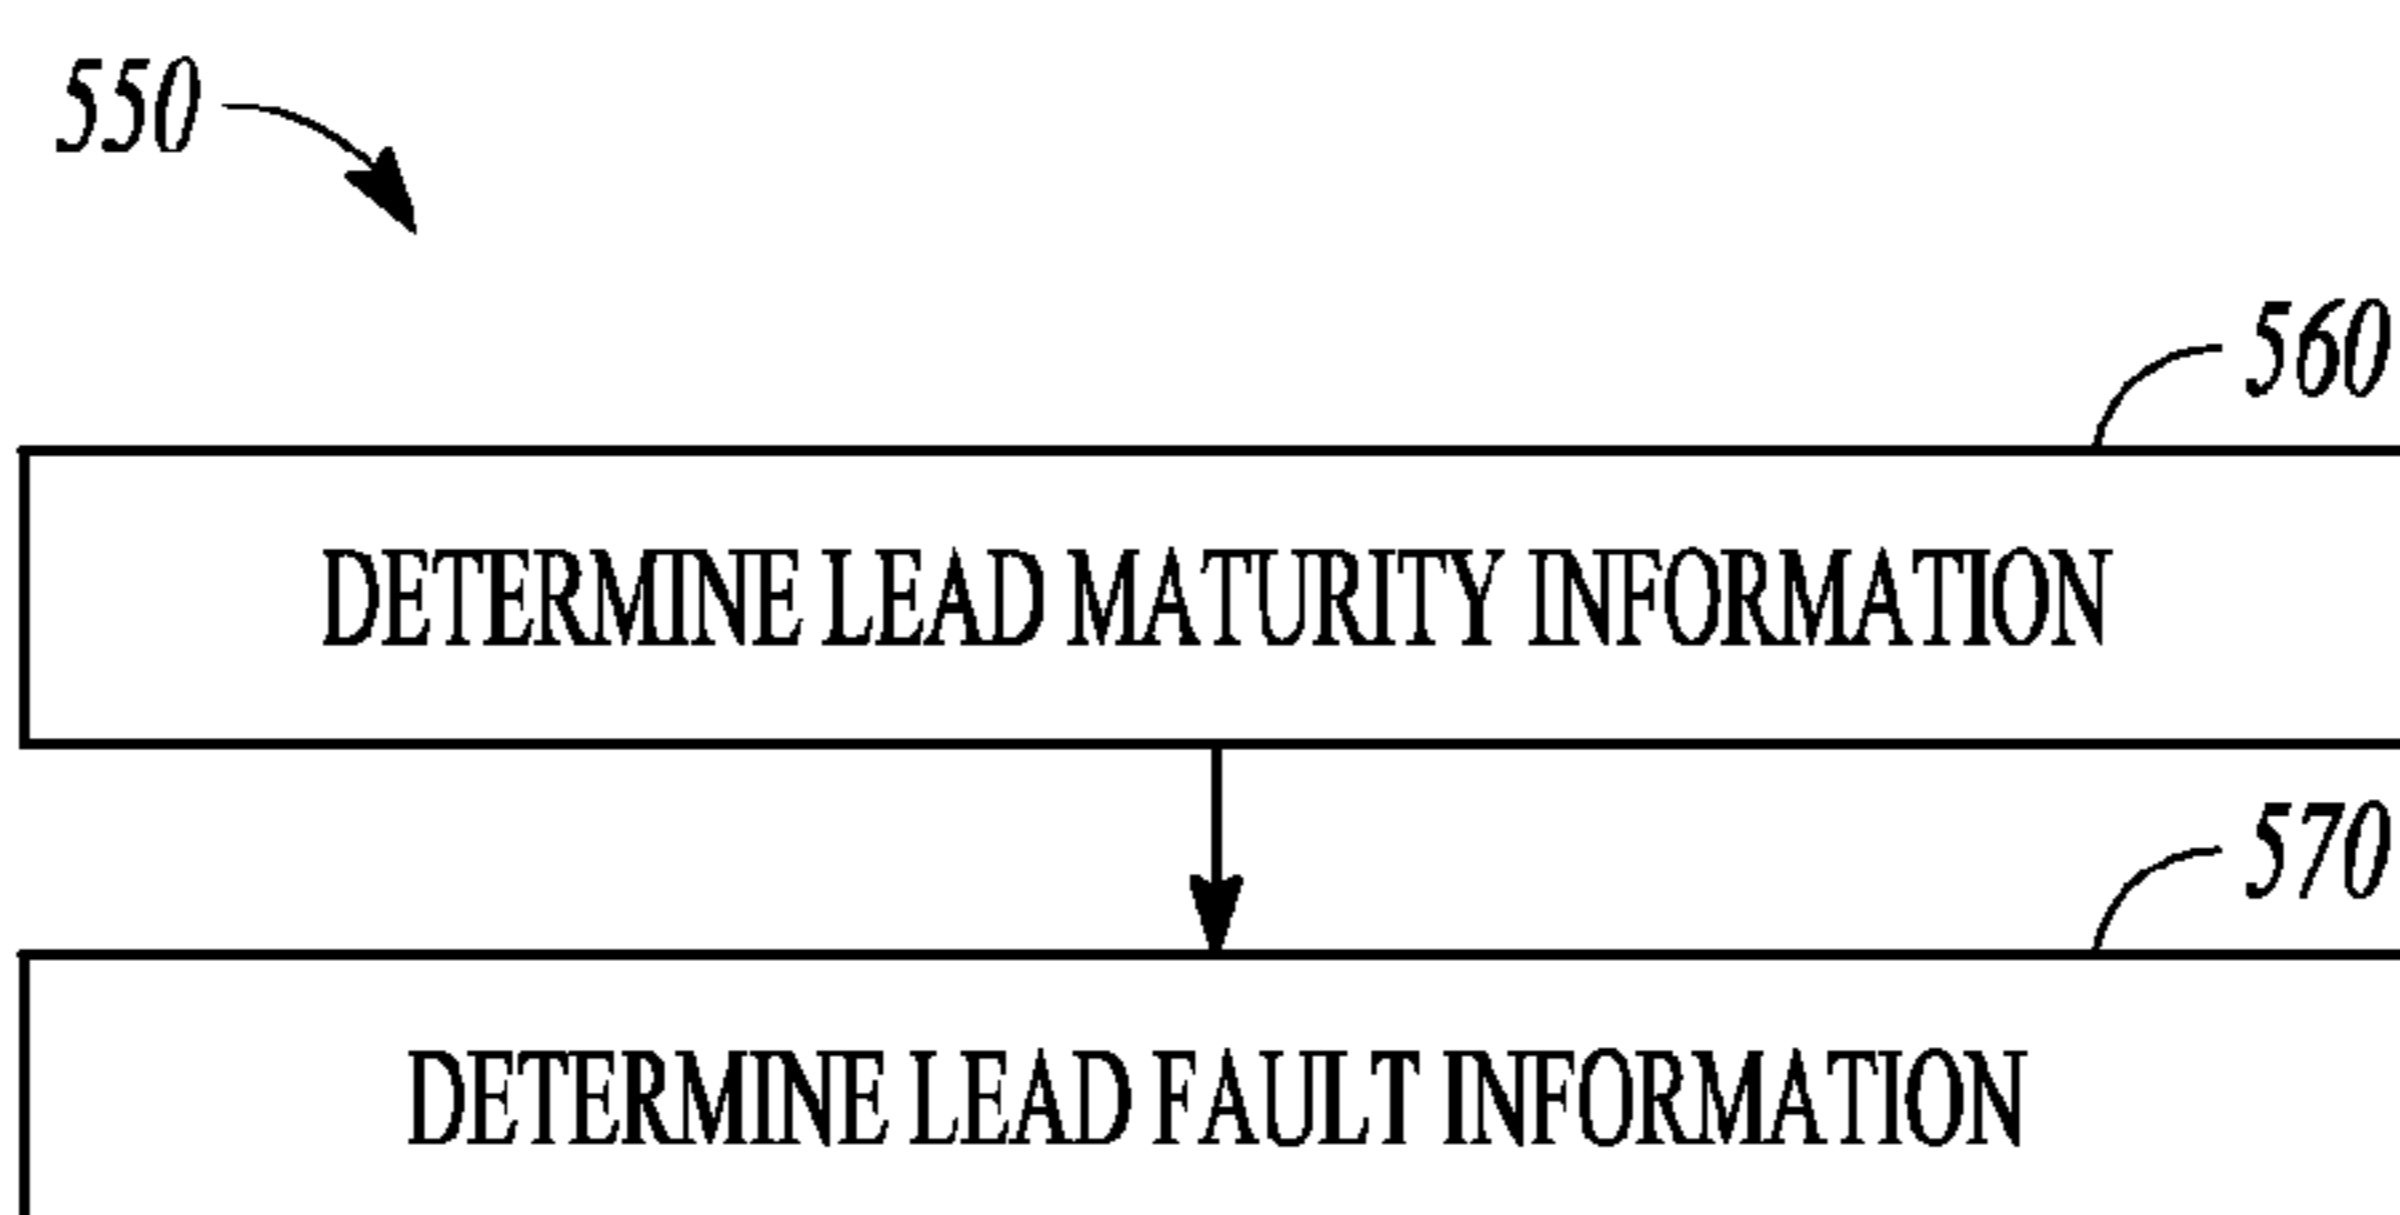 550
560
DETERMINE LEAD MATURITY INFORMATION
570
DETERMINE LEAD FAULT INFORMATION